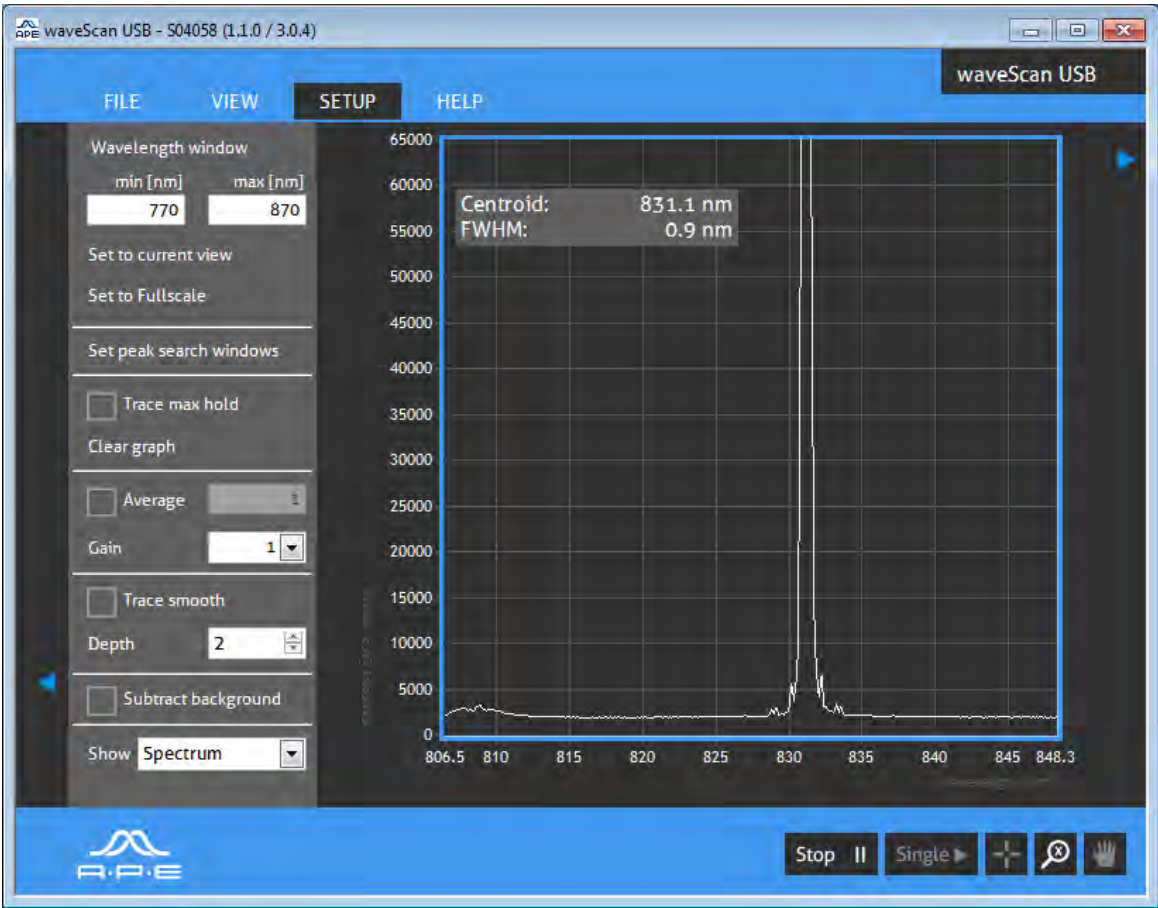 APE waveScan USB - S04058 (1.1.0 / 3.0.4)
waveScan USB
FILE VIEW SETUP HELP
Wavelength window
min [nm] max [nm]
770 870
Set to current view
Set to Fullscale
Set peak search windows
Trace max hold
Clear graph
Average 1
Gain 1
Trace smooth
Depth 2
Subtract background
Show Spectrum
65000
60000
55000
50000
45000
40000
35000
30000
25000
20000
15000
10000
5000
0
Centroid: 831.1 nm
FWHM: 0.9 nm
806.5 810 815 820 825 830 835 840 845 848.3
A.P.E
Stop Single